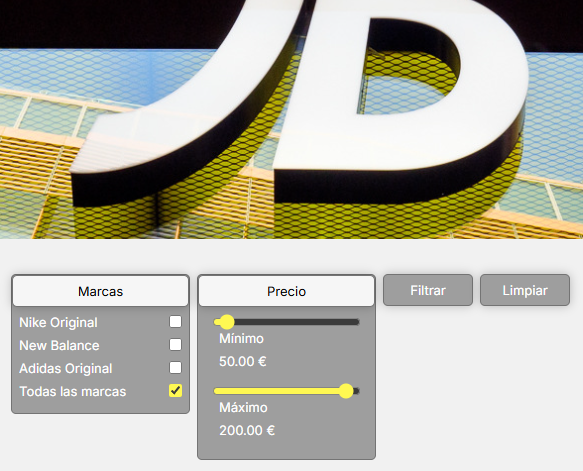 JD
Marcas
Nike Original
New Balance
Adidas Original
Todas las marcas
Precio
Mínimo
50.00 €
Máximo
200.00 €
Filtrar
Limpiar